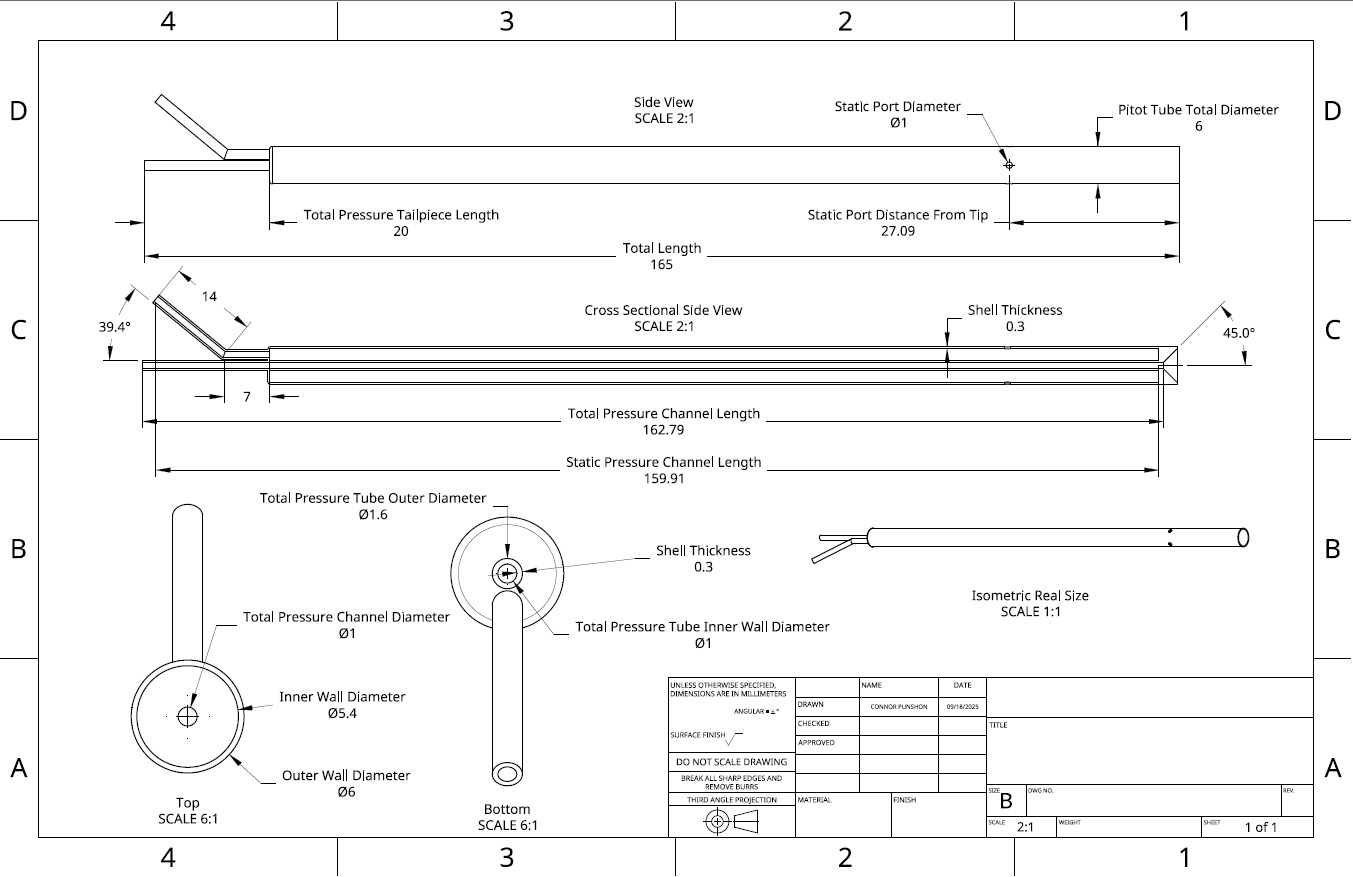 4 3 2 1
D D
Side View
SCALE 2:1
Static Port Diameter
Ø1
Pitot Tube Total Diameter
6
Total Pressure Tailpiece Length
20
Static Port Distance From Tip
27.09
Total Length
165
C C
14
39.4°
Cross Sectional Side View
SCALE 2:1
Shell Thickness
0.3
45.0°
7
Total Pressure Channel Length
162.79
Static Pressure Channel Length
159.91
B B
Total Pressure Tube Outer Diameter
Ø1.6
Shell Thickness
0.3
Isometric Real Size
SCALE 1:1
Total Pressure Channel Diameter
Ø1
Total Pressure Tube Inner Wall Diameter
Ø1
A A
Inner Wall Diameter
Ø5.4
Outer Wall Diameter
Ø6
Top
SCALE 6:1
Bottom
SCALE 6:1
UNLESS OTHERWISE SPECIFIED,
DIMENSIONS ARE IN MILLIMETERS
ANGULAR = ± °
SURFACE FINISH
DO NOT SCALE DRAWING
BREAK ALL SHARP EDGES AND
REMOVE BURRS
THIRD ANGLE PROJECTION
NAME DATE
DRAWN CONNOR PUNSHON 09/18/2025
CHECKED
APPROVED
MATERIAL FINISH
TITLE
SIZE B DWG NO. REV.
SCALE 2:1 WEIGHT SHEET 1 of 1
4 3 2 1